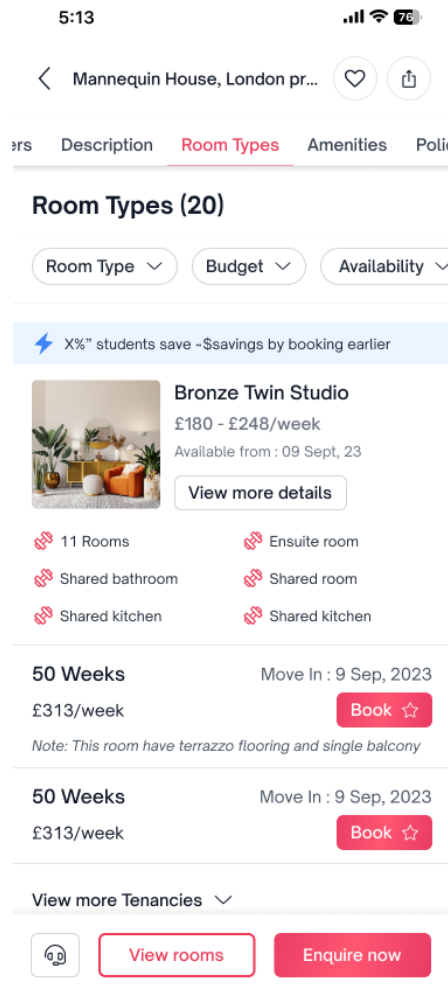 5:13
76
Mannequin House, London pr...
ers Description Room Types Amenities Poli
Room Types (20)
Room Type Budget Availability
X%” students save ~$savings by booking earlier
Bronze Twin Studio
£180 - £248/week
Available from : 09 Sept, 23
View more details
11 Rooms Ensuite room
Shared bathroom Shared room
Shared kitchen Shared kitchen
50 Weeks Move In : 9 Sep, 2023
£313/week Book
Note: This room have terrazzo flooring and single balcony
50 Weeks Move In : 9 Sep, 2023
£313/week Book
View more Tenancies
View rooms Enquire now